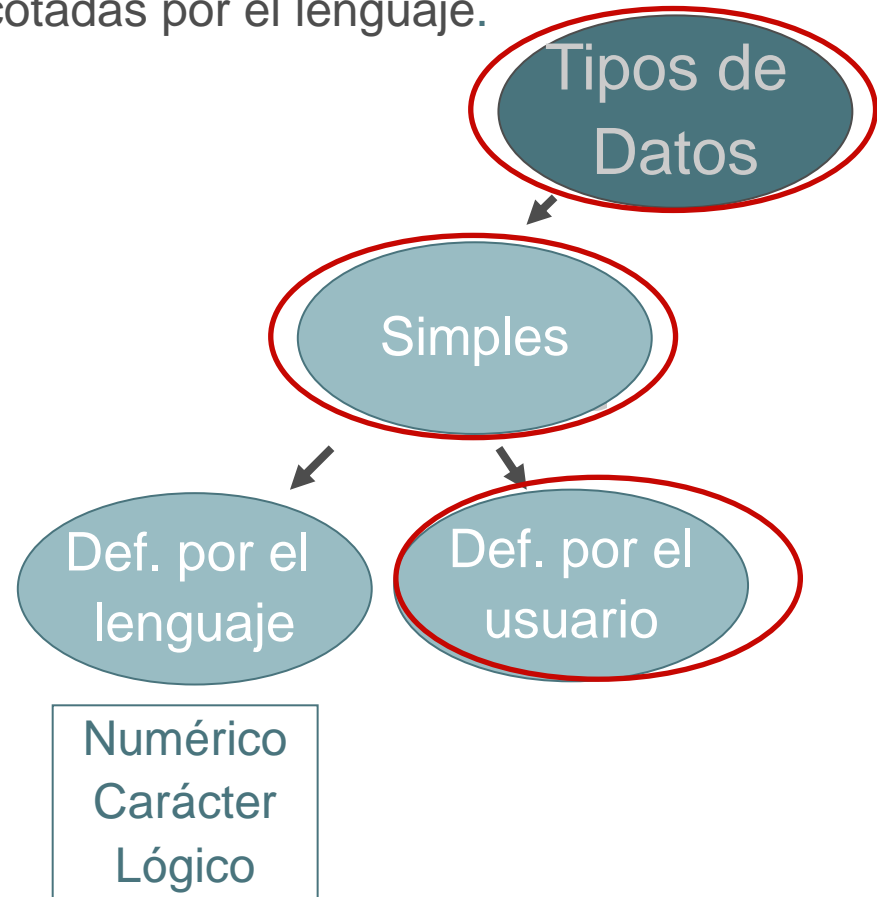 cotadas por el lenguaje.
Tipos de
Datos
Simples
Def. por el
lenguaje
Def. por el
usuario
Numérico
Carácter
Lógico